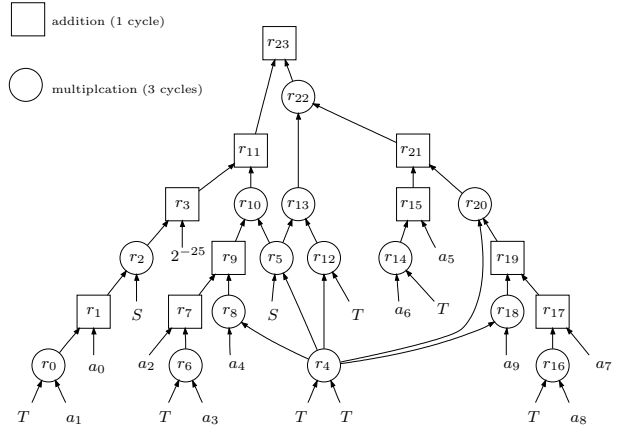 addition (1 cycle)
r23
multiplcation (3 cycles)
r22
r11 r21
r3 r10 r13 r15 r20
r2 2^-25 r9 r5 r12 r14 a5 r19
r1 S r7 r8 S T a6 T r18 r17
r0 a0 a2 r6 a4 r4 a9 r16 a7
T a1 T a3 T T T a8